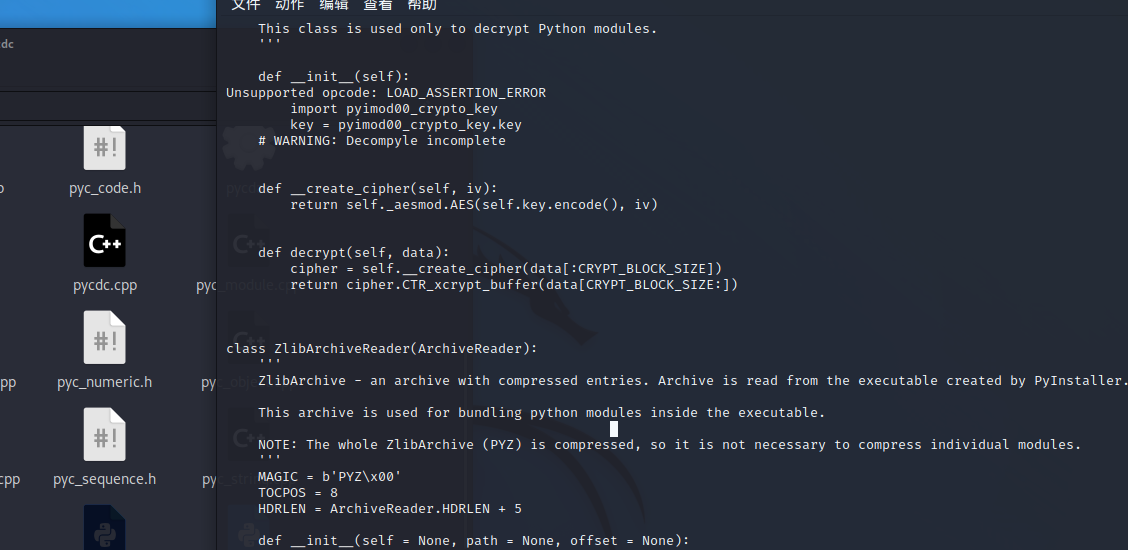 文件 动作 编辑 查看 帮助
dc
This class is used only to decrypt Python modules.
'''
def __init__(self):
Unsupported opcode: LOAD_ASSERTION_ERROR
import pyimod00_crypto_key
key = pyimod00_crypto_key.key
# WARNING: Decompyle incomplete
def __create_cipher(self, iv):
return self._aesmod.AES(self.key.encode(), iv)
def decrypt(self, data):
cipher = self.__create_cipher(data[:CRYPT_BLOCK_SIZE])
return cipher.CTR_xcrypt_buffer(data[CRYPT_BLOCK_SIZE:])
class ZlibArchiveReader(ArchiveReader):
'''
ZlibArchive - an archive with compressed entries. Archive is read from the executable created by PyInstaller.
This archive is used for bundling python modules inside the executable.
NOTE: The whole ZlibArchive (PYZ) is compressed, so it is not necessary to compress individual modules.
'''
MAGIC = b'PYZ\x00'
TOCPOS = 8
HDRLEN = ArchiveReader.HDRLEN + 5
def __init__(self = None, path = None, offset = None):
#!
pyc_code.h
C++
pycdc.cpp
#!
pp
pyc_numeric.h
#!
cpp
pyc_sequence.h